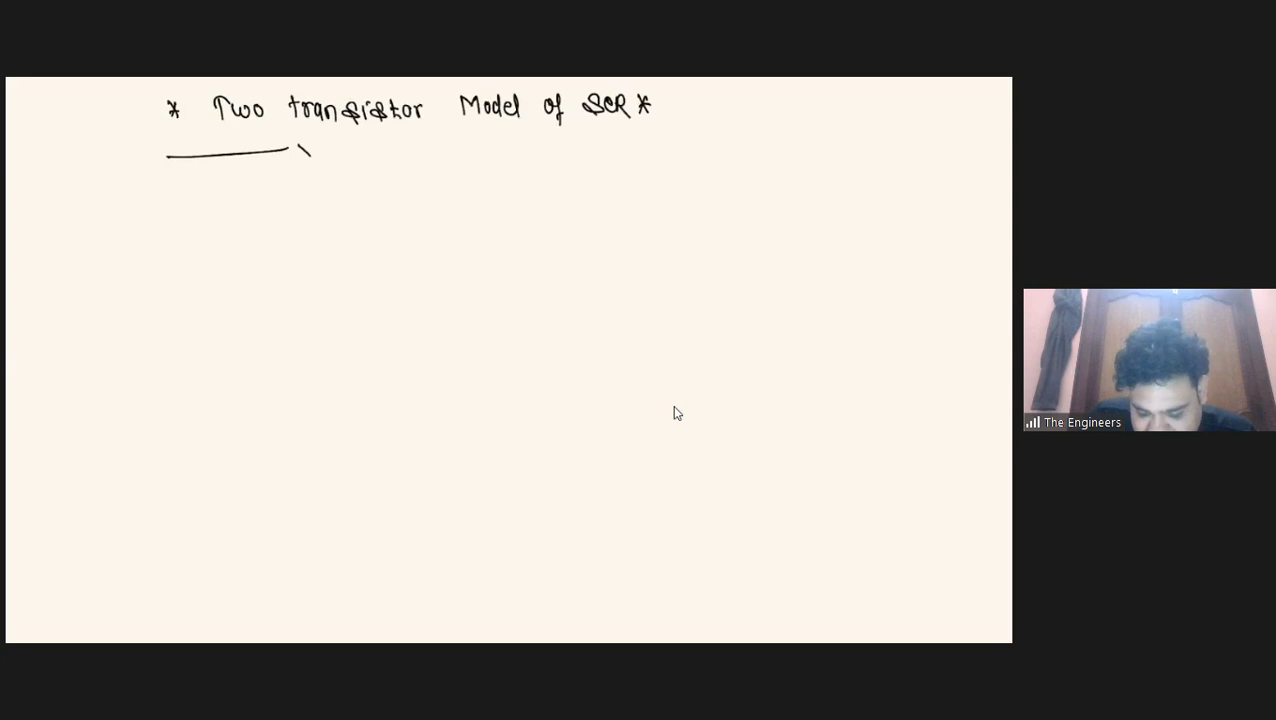 * Two transistor Model of SCR *
The Engineers